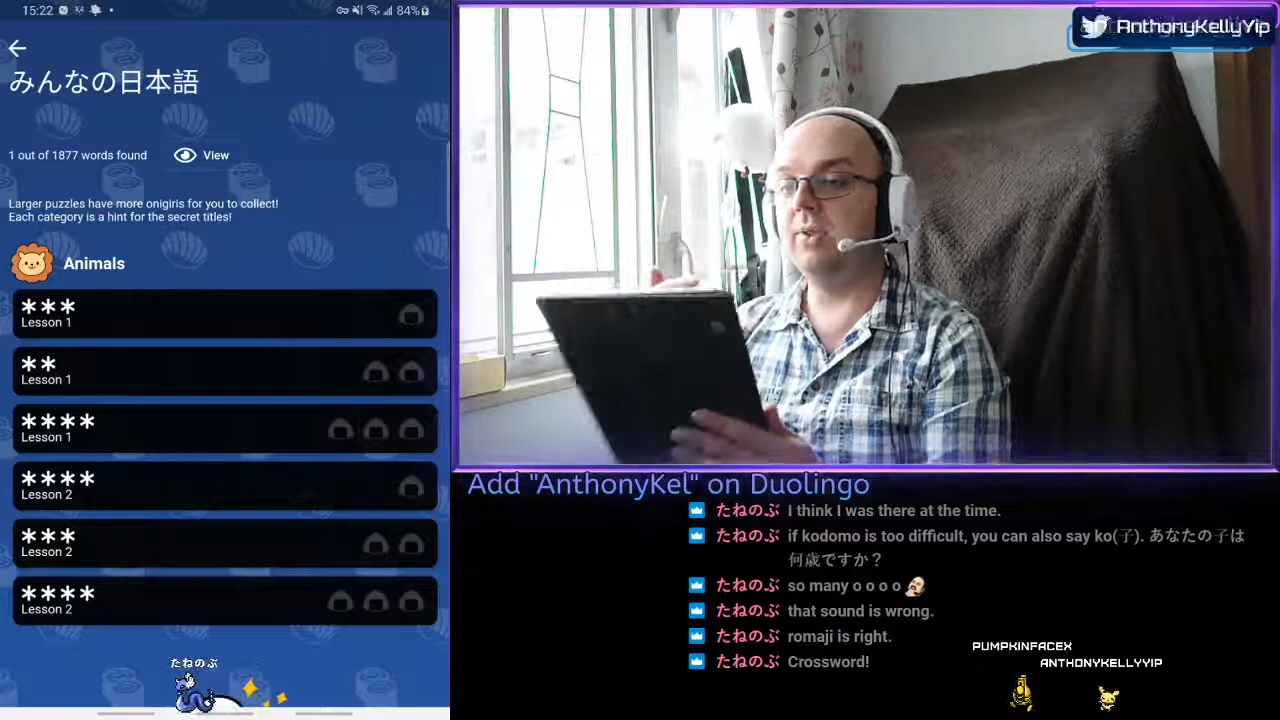 15:22
84%
みんなの日本語
1 out of 1877 words found
View
Larger puzzles have more onigiris for you to collect!
Each category is a hint for the secret titles!
Animals
***
Lesson 1
**
Lesson 1
****
Lesson 1
****
Lesson 2
***
Lesson 2
****
Lesson 2
たねのぶ
AnthonyKellyYip
Add "AnthonyKel" on Duolingo
たねのぶ I think I was there at the time.
たねのぶ if kodomo is too difficult, you can also say ko(子). あなたの子は
何歳ですか？
たねのぶ so many o o o o
たねのぶ that sound is wrong.
たねのぶ romaji is right.
たねのぶ Crossword!
PUMPKINFACEX
ANTHONYKELLYYIP